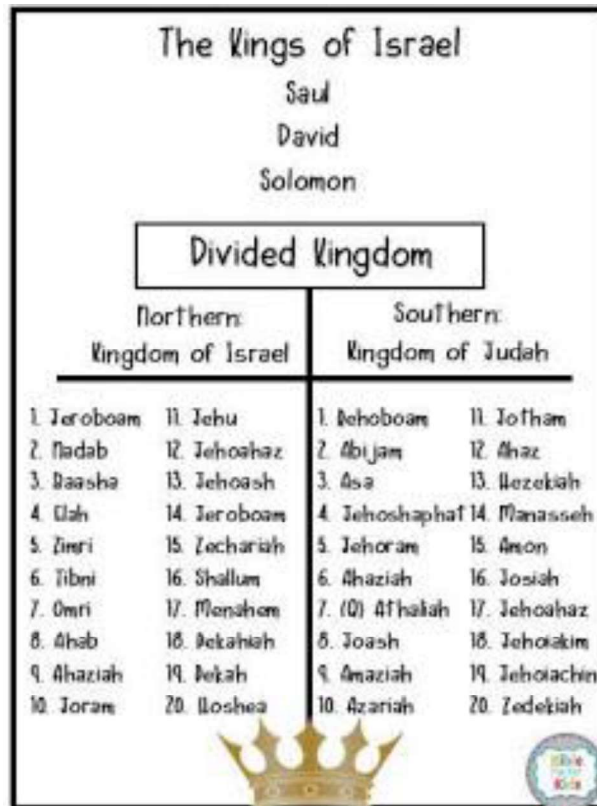 The Kings of Israel
Saul
David
Solomon
Divided Kingdom
Northern:
Kingdom of Israel
1. Jeroboam
2. Nadab
3. Baasha
4. Elah
5. Zimri
6. Tibni
7. Omri
8. Ahab
9. Ahaziah
10. Joram
11. Jehu
12. Jehoahaz
13. Jehoash
14. Jeroboam
15. Zechariah
16. Shallum
17. Menahem
18. Pekahiah
19. Pekah
20. Hoshea
Southern:
Kingdom of Judah
1. Rehoboam
2. Abijam
3. Asa
4. Jehoshaphat
5. Jehoram
6. Ahaziah
7. (Q) Athaliah
8. Joash
9. Amaziah
10. Azariah
11. Jotham
12. Ahaz
13. Hezekiah
14. Manasseh
15. Amon
16. Josiah
17. Jehoahaz
18. Jehoiakim
19. Jehoiachin
20. Zedekiah
Bible
Kids